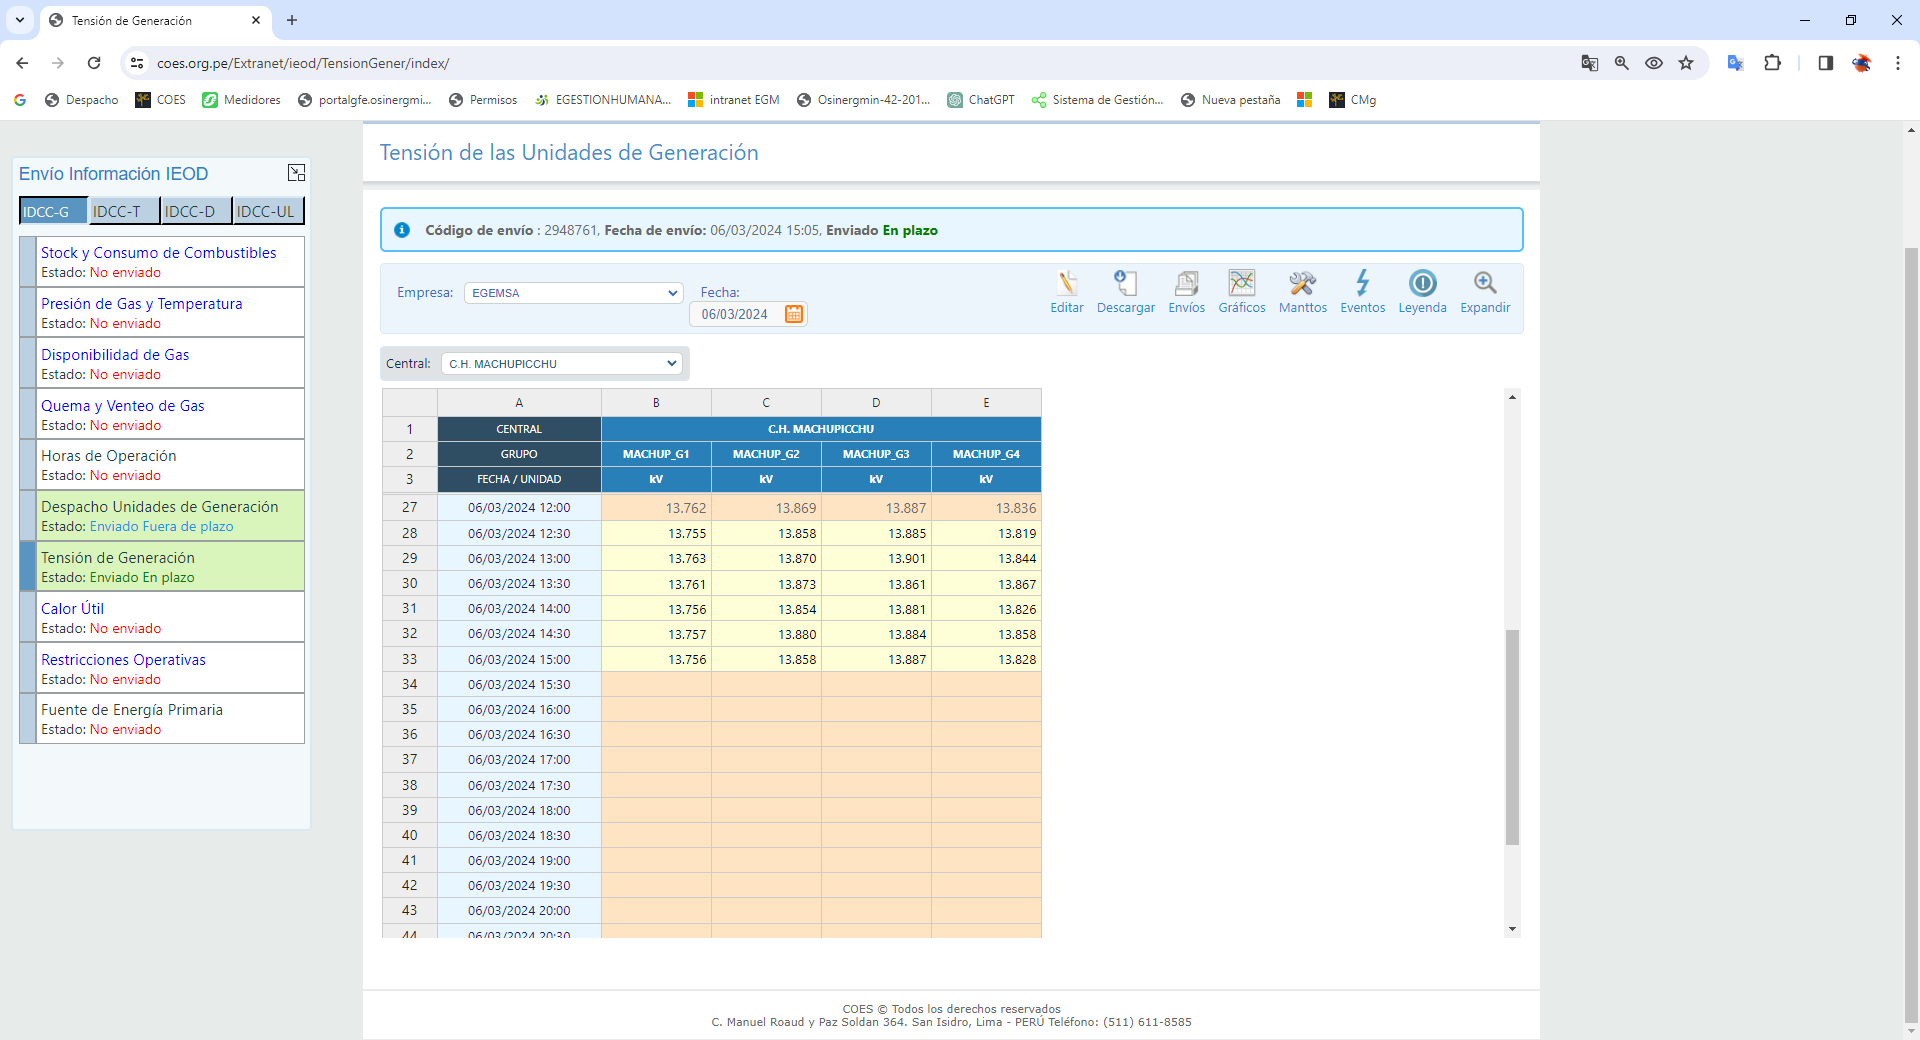 Tensión de Generación
coes.org.pe/Extranet/ieod/TensionGener/index/
Despacho COES Medidores portalgfe.osinergmi... Permisos EGESTIONHUMANA... intranet EGM Osinergmin-42-201... ChatGPT Sistema de Gestión... Nueva pestaña CMg
Envío Información IEOD
IDCC-G IDCC-T IDCC-D IDCC-UL
Stock y Consumo de Combustibles
Estado: No enviado
Presión de Gas y Temperatura
Estado: No enviado
Disponibilidad de Gas
Estado: No enviado
Quema y Venteo de Gas
Estado: No enviado
Horas de Operación
Estado: No enviado
Despacho Unidades de Generación
Estado: Enviado Fuera de plazo
Tensión de Generación
Estado: Enviado En plazo
Calor Útil
Estado: No enviado
Restricciones Operativas
Estado: No enviado
Fuente de Energía Primaria
Estado: No enviado
Tensión de las Unidades de Generación
Código de envío : 2948761, Fecha de envío: 06/03/2024 15:05, Enviado En plazo
Empresa: EGEMSA Fecha: 06/03/2024
Editar Descargar Envíos Gráficos Manttos Eventos Leyenda Expandir
Central: C.H. MACHUPICCHU
A B C D E
1 CENTRAL C.H. MACHUPICCHU
2 GRUPO MACHUP_G1 MACHUP_G2 MACHUP_G3 MACHUP_G4
3 FECHA / UNIDAD kV kV kV kV
27 06/03/2024 12:00 13.762 13.869 13.887 13.836
28 06/03/2024 12:30 13.755 13.858 13.885 13.819
29 06/03/2024 13:00 13.763 13.870 13.901 13.844
30 06/03/2024 13:30 13.761 13.873 13.861 13.867
31 06/03/2024 14:00 13.756 13.854 13.881 13.826
32 06/03/2024 14:30 13.757 13.880 13.884 13.858
33 06/03/2024 15:00 13.756 13.858 13.887 13.828
34 06/03/2024 15:30
35 06/03/2024 16:00
36 06/03/2024 16:30
37 06/03/2024 17:00
38 06/03/2024 17:30
39 06/03/2024 18:00
40 06/03/2024 18:30
41 06/03/2024 19:00
42 06/03/2024 19:30
43 06/03/2024 20:00
44 06/03/2024 20:30
COES © Todos los derechos reservados
C. Manuel Roaud y Paz Soldan 364. San Isidro, Lima - PERÚ Teléfono: (511) 611-8585